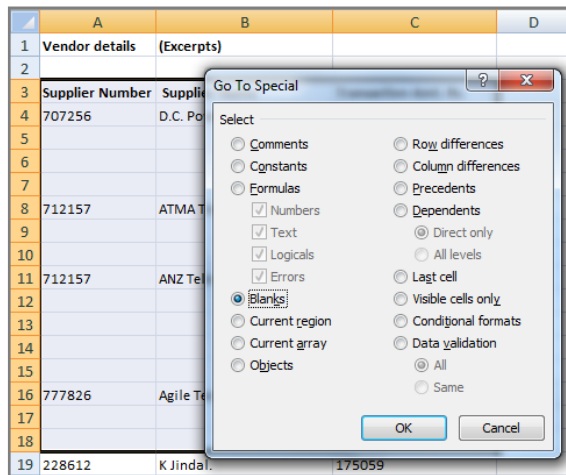 A B C D
1 Vendor details (Excerpts)
2
3 Supplier Number Supplie
4 707256 D.C. Po
5
6
7
8 712157 ATMA T
9
10
11 712157 ANZ Tel
12
13
14
15
16 777826 Agile Te
17
18
19 228612 K Jindal. 175059
Go To Special
Select
Comments Row differences
Constants Column differences
Formulas Precedents
Numbers Dependents
Text Direct only
Logicals All levels
Errors Last cell
Blanks Visible cells only
Current region Conditional formats
Current array Data validation
Objects All
Same
OK Cancel